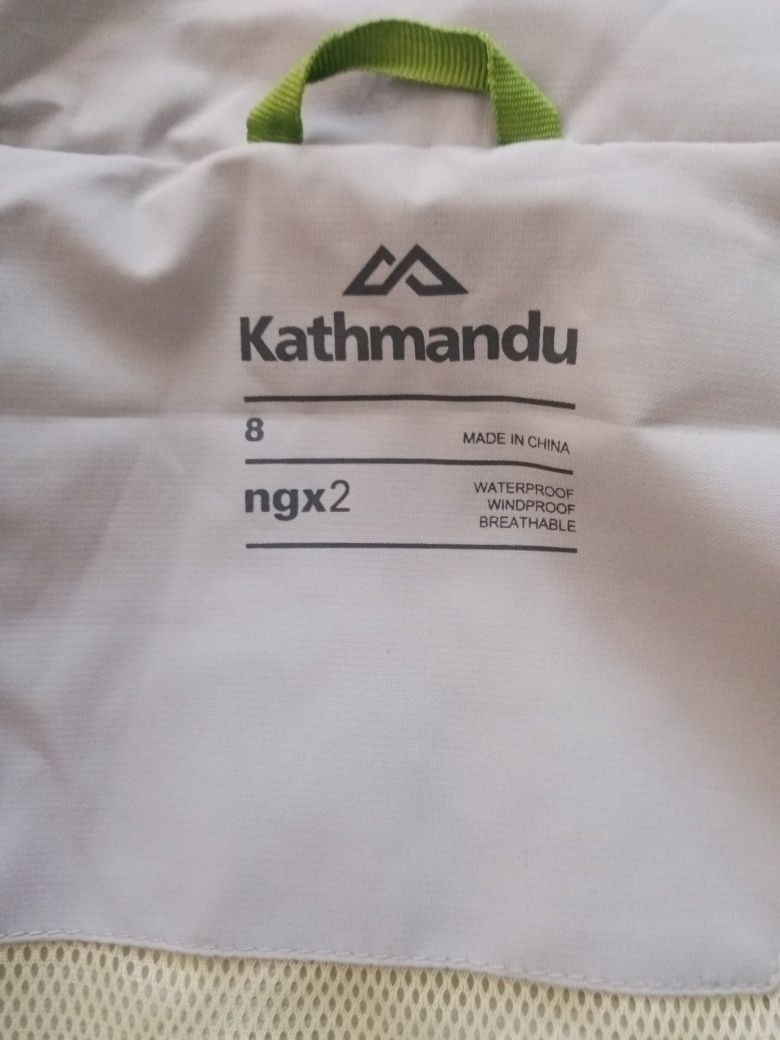 Kathmandu
8 MADE IN CHINA
ngx2 WATERPROOF
WINDPROOF
BREATHABLE